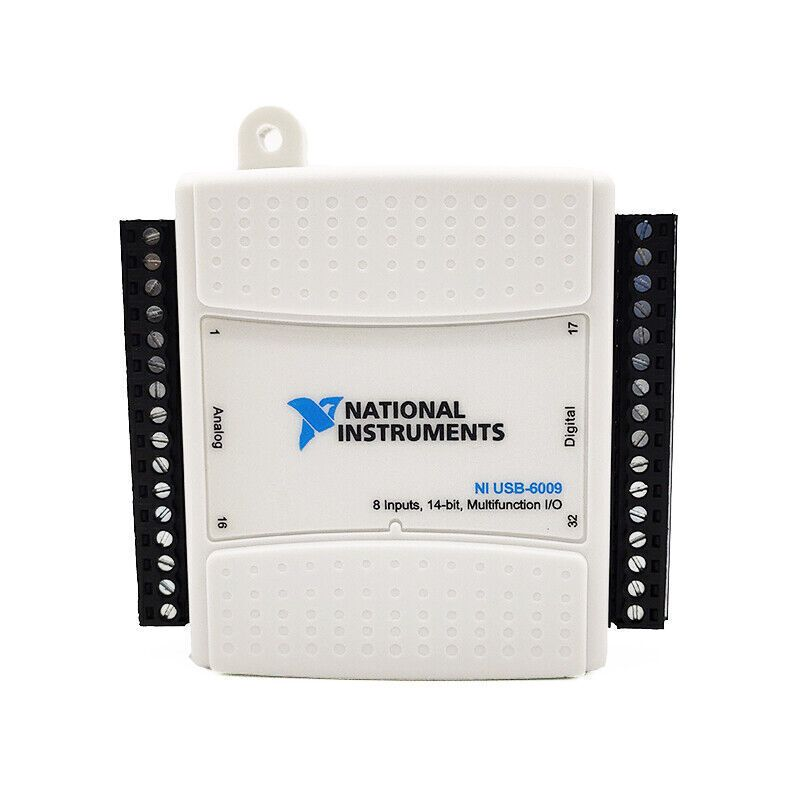 1
17
Analog
Digital
NATIONAL
INSTRUMENTS
NI USB-6009
8 Inputs, 14-bit, Multifunction I/O
16
32